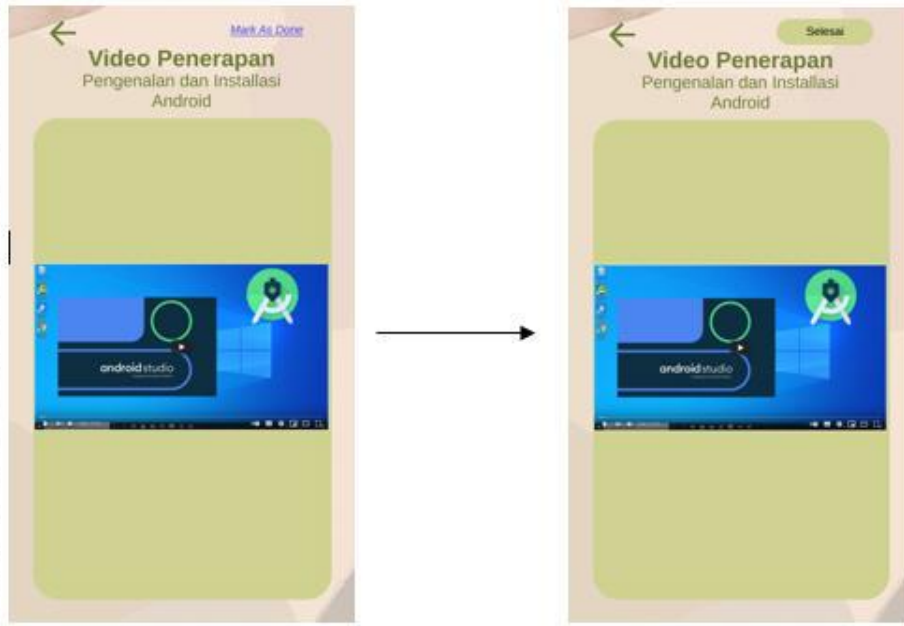 Mark As Done
Video Penerapan
Pengenalan dan Installasi
Android
android studio
Selesai
Video Penerapan
Pengenalan dan Installasi
Android
android studio